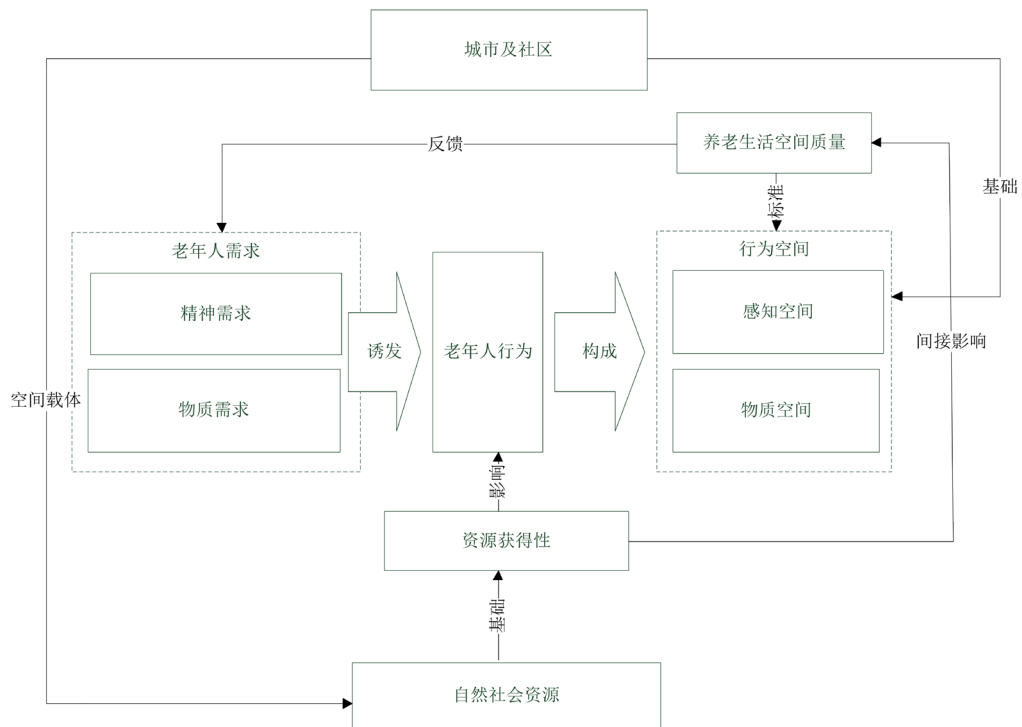 城市及社区
养老生活空间质量
反馈
标准
基础
老年人需求
行为空间
精神需求
感知空间
诱发
老年人行为
构成
间接影响
空间载体
物质需求
物质空间
影响
资源获得性
基础
自然社会资源